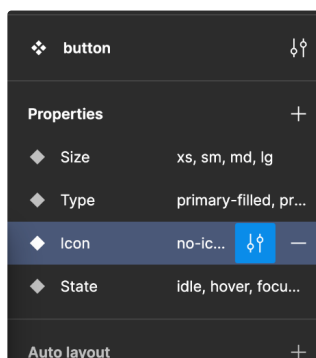 button
Properties
Size xs, sm, md, lg
Type primary-filled, pr...
Icon no-ic...
State idle, hover, focu...
Auto layout